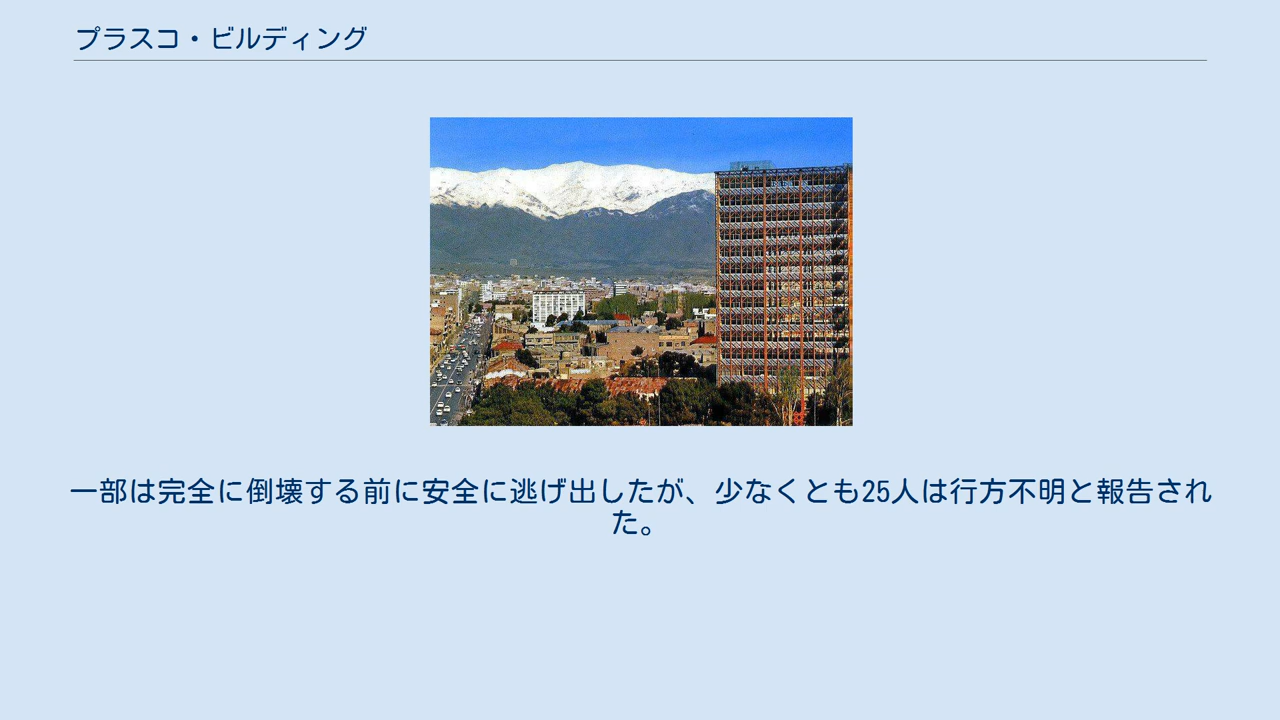 プラスコ・ビルディング
一部は完全に倒壊する前に安全に逃げ出したが、少なくとも25人は行方不明と報告され
た。